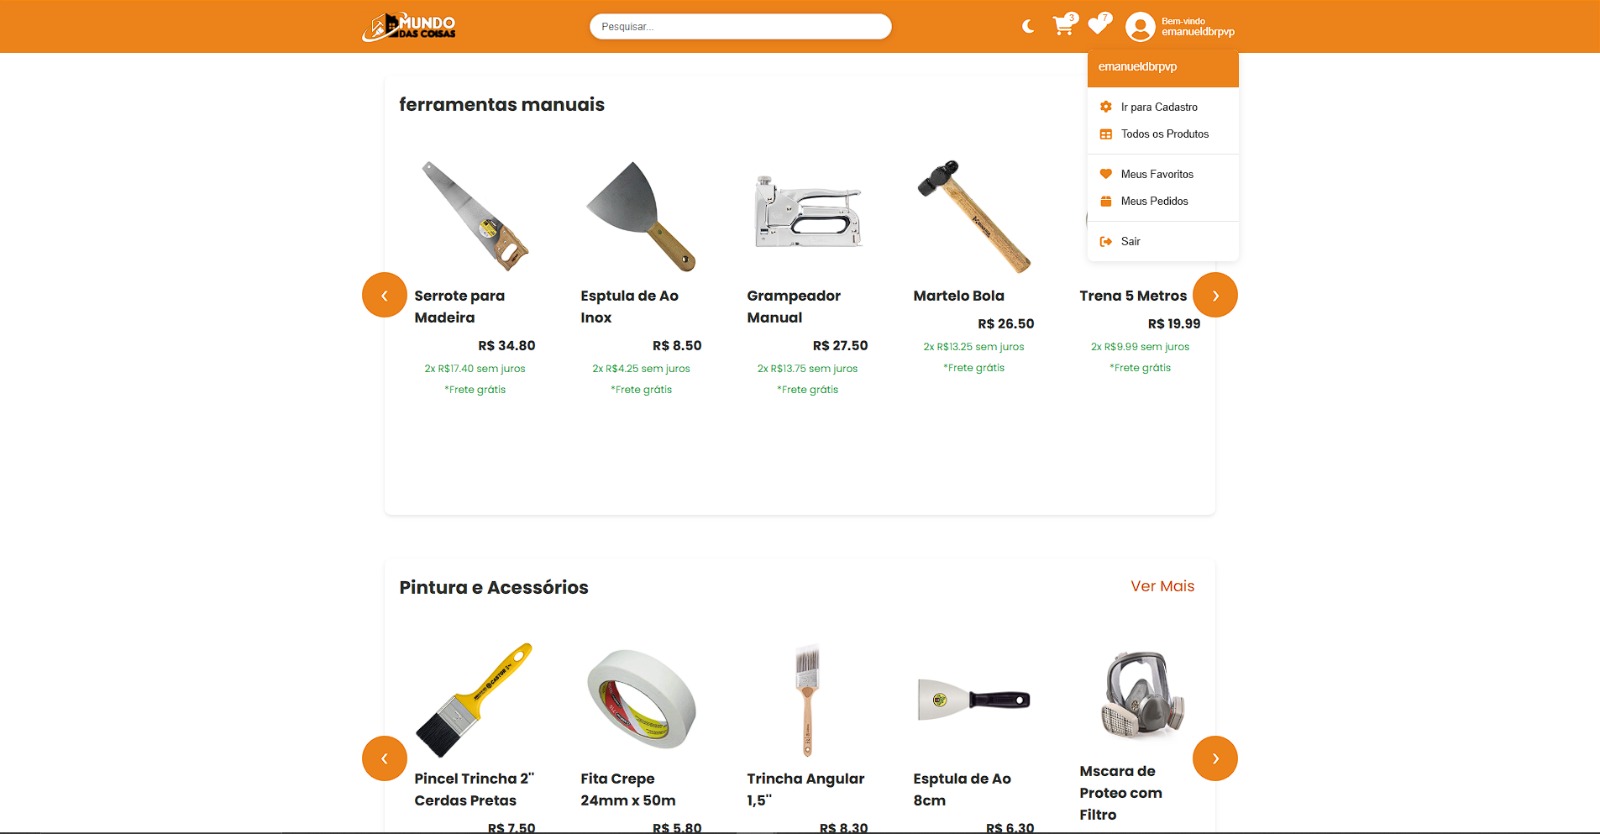 MUNDO
DAS COISAS
Pesquisar...
3
7
Bem-vindo
emanueldbrpvp
emanueldbrpvp
Ir para Cadastro
Todos os Produtos
Meus Favoritos
Meus Pedidos
Sair
ferramentas manuais
Serrote para
Madeira
R$ 34.80
2x R$17.40 sem juros
*Frete grátis
Esptula de Ao
Inox
R$ 8.50
2x R$4.25 sem juros
*Frete grátis
Grampeador
Manual
R$ 27.50
2x R$13.75 sem juros
*Frete grátis
Martelo Bola
R$ 26.50
2x R$13.25 sem juros
*Frete grátis
Trena 5 Metros
R$ 19.99
2x R$9.99 sem juros
*Frete grátis
Pintura e Acessórios
Ver Mais
Pincel Trincha 2"
Cerdas Pretas
R$ 7.50
Fita Crepe
24mm x 50m
R$ 5.80
Trincha Angular
1,5"
R$ 8.30
Esptula de Ao
8cm
R$ 6.30
Mscara de
Proteo com
Filtro